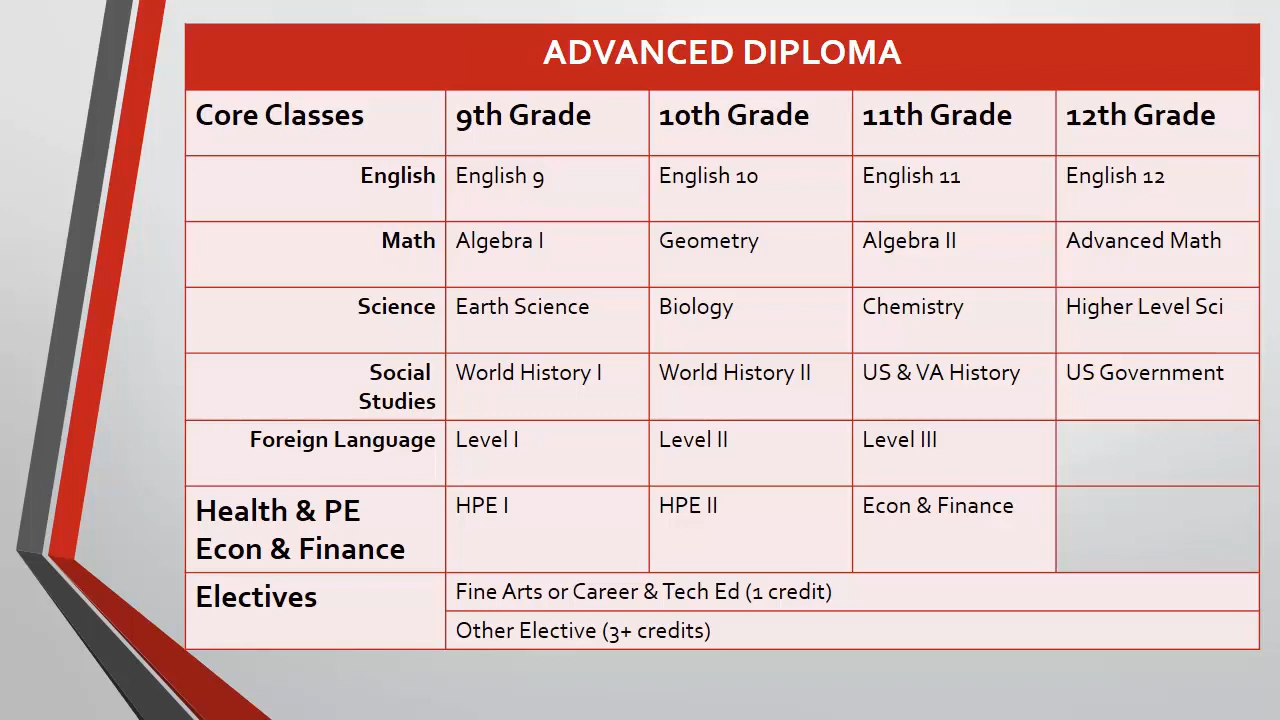 ADVANCED DIPLOMA
Core Classes 9th Grade 10th Grade 11th Grade 12th Grade
English English 9 English 10 English 11 English 12
Math Algebra I Geometry Algebra II Advanced Math
Science Earth Science Biology Chemistry Higher Level Sci
Social World History I World History II US & VA History US Government
Studies
Foreign Language Level I Level II Level III
Health & PE HPE I HPE II Econ & Finance
Econ & Finance
Electives Fine Arts or Career & Tech Ed (1 credit)
Other Elective (3+ credits)